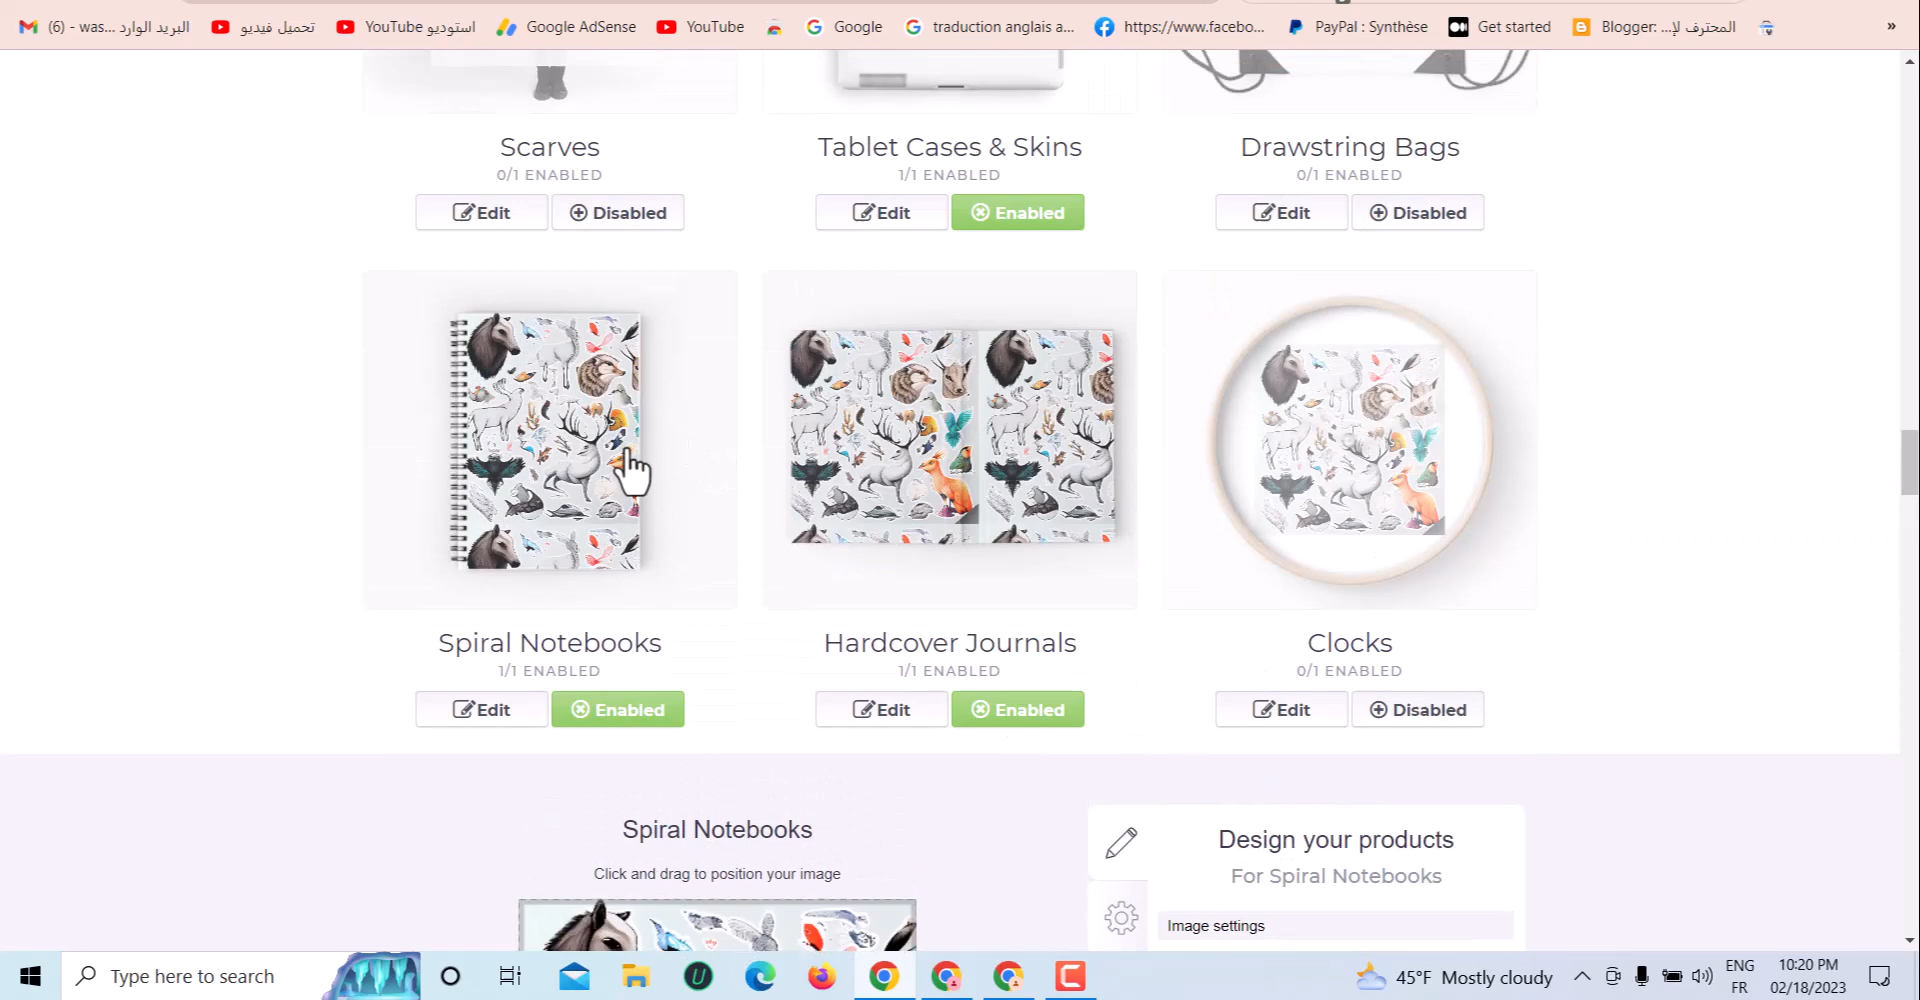 (6) - was... البريد الوارد
تحميل فيديو
YouTube استوديو
Google AdSense
YouTube
Google
traduction anglais a...
https://www.facebo...
PayPal : Synthèse
Get started
Blogger: ...المحترف لإ
»
Scarves
0/1 ENABLED
Edit
Disabled
Tablet Cases & Skins
1/1 ENABLED
Edit
Enabled
Drawstring Bags
0/1 ENABLED
Edit
Disabled
Spiral Notebooks
1/1 ENABLED
Edit
Enabled
Hardcover Journals
1/1 ENABLED
Edit
Enabled
Clocks
0/1 ENABLED
Edit
Disabled
Spiral Notebooks
Click and drag to position your image
Design your products
For Spiral Notebooks
Image settings
Type here to search
45°F Mostly cloudy
ENG
FR
10:20 PM
02/18/2023